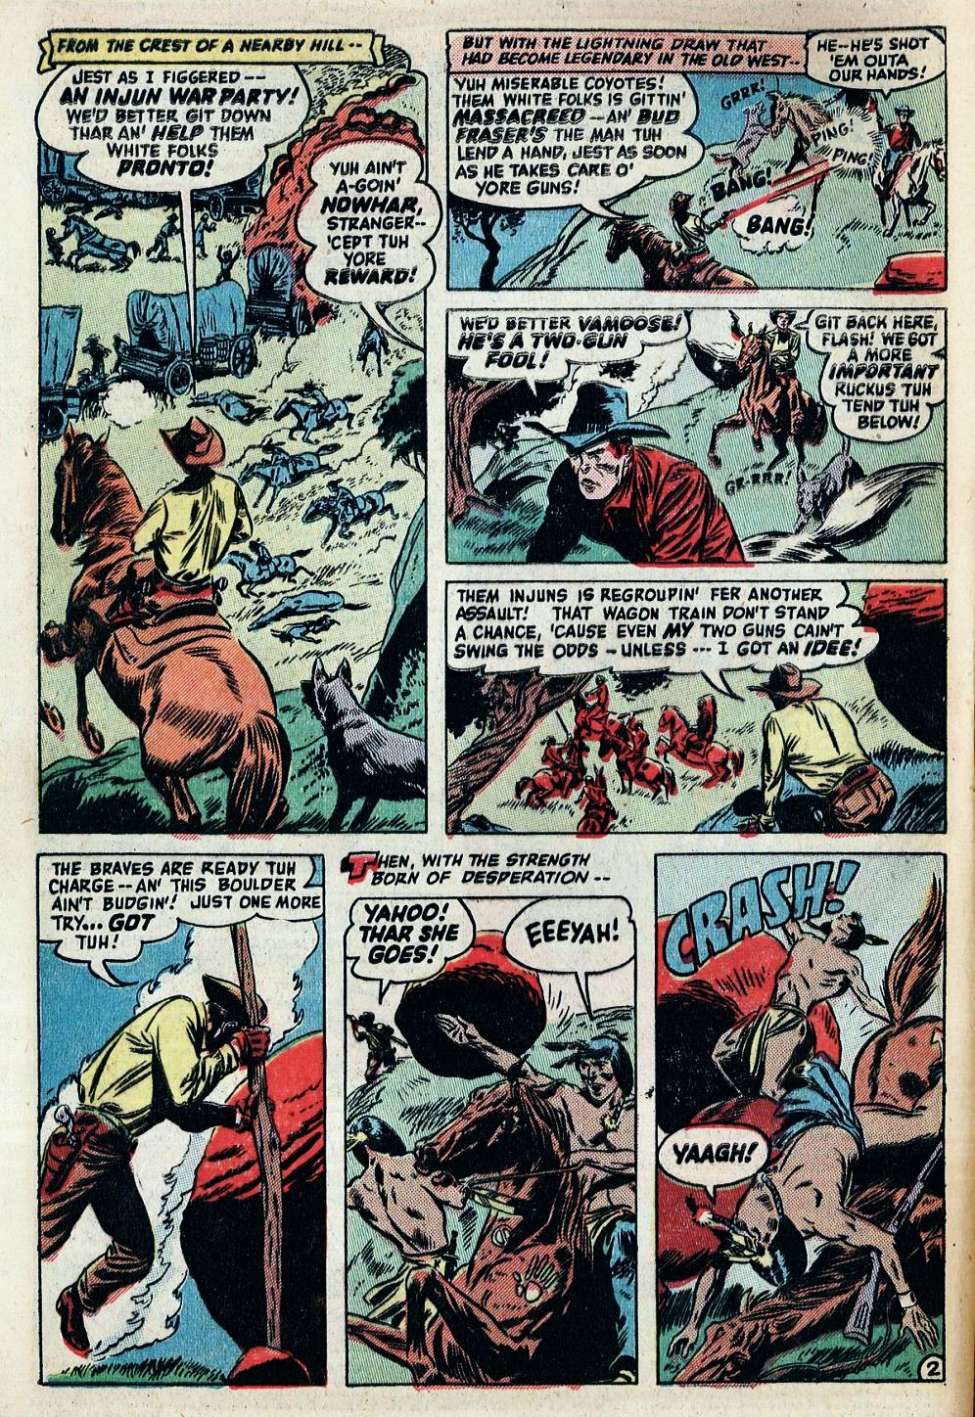 FROM THE CREST OF A NEARBY HILL--
JEST AS I FIGGERED--
AN INJUN WAR PARTY!
WE'D BETTER GIT DOWN
THAR AN' HELP THEM
WHITE FOLKS
PRONTO!
YUH AIN'T
A-GOIN'
NOWHAR,
STRANGER--
'CEPT TUH
YORE
REWARD!
BUT WITH THE LIGHTNING DRAW THAT
HAD BECOME LEGENDARY IN THE OLD WEST--
YUH MISERABLE COYOTES!
THEM WHITE FOLKS IS GITTIN'
MASSACREED--AN' BUD
FRASER'S THE MAN TUH
LEND A HAND, JEST AS SOON
AS HE TAKES CARE O'
YORE GUNS!
GRRR!
HE--HE'S SHOT
'EM OUTA
OUR HANDS!
PING!
PING!
BANG!
BANG!
WE'D BETTER VAMOOSE!
HE'S A TWO-GUN
FOOL!
GIT BACK HERE,
FLASH! WE GOT
A MORE
IMPORTANT
RUCKUS TUH
TEND TUH
BELOW!
GR-RRR!
THEM INJUNS IS REGROUPIN' FER ANOTHER
ASSAULT! THAT WAGON TRAIN DON'T STAND
A CHANCE, 'CAUSE EVEN MY TWO GUNS CAIN'T
SWING THE ODDS - UNLESS --- I GOT AN IDEE!
THE BRAVES ARE READY TUH
CHARGE -- AN' THIS BOULDER
AIN'T BUDGIN'! JUST ONE MORE
TRY... GOT
TUH!
THEN, WITH THE STRENGTH
BORN OF DESPERATION --
YAHOO!
THAR SHE
GOES!
EEEYAH!
CRASH!
YAAGH!
2